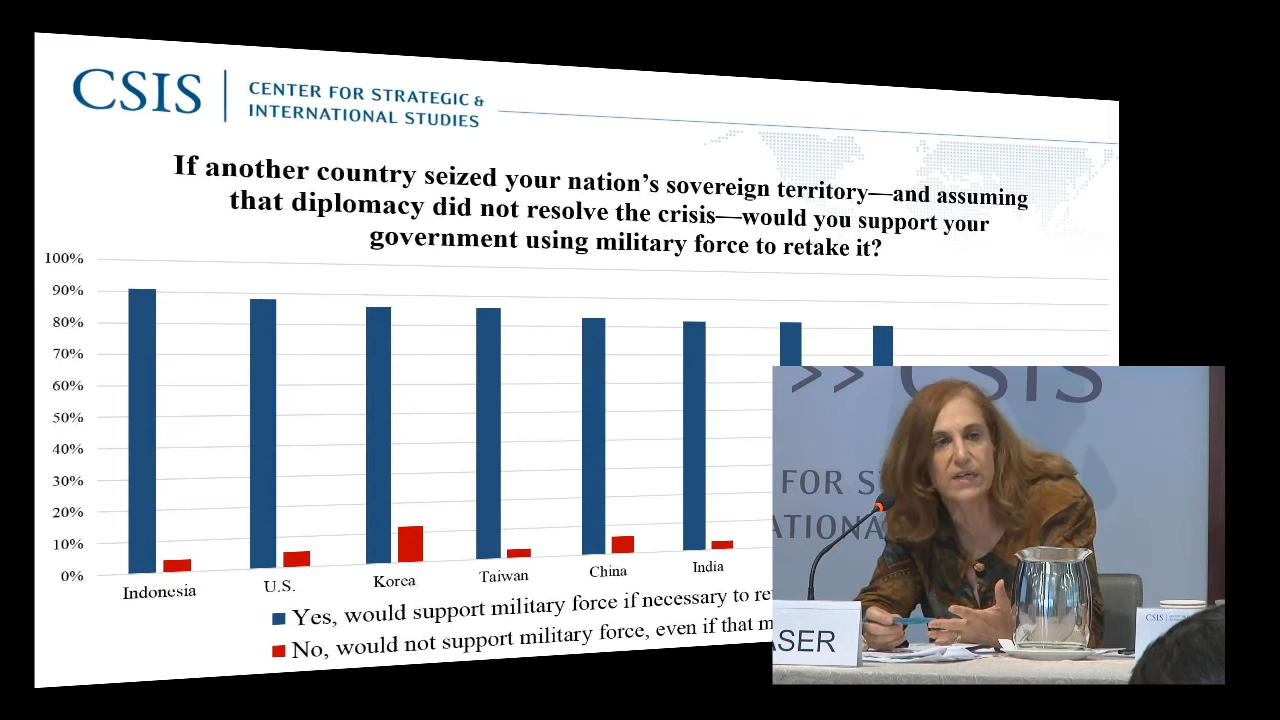 CSIS
CENTER FOR STRATEGIC &
INTERNATIONAL STUDIES
If another country seized your nation’s sovereign territory—and assuming
that diplomacy did not resolve the crisis—would you support your
government using military force to retake it?
100%
90%
80%
70%
60%
50%
40%
30%
20%
10%
0%
Indonesia U.S. Korea Taiwan China India
Yes, would support military force if necessary to re
No, would not support military force, even if that m
>> CSIS
FOR S
ATIONA
ASER
CSIS